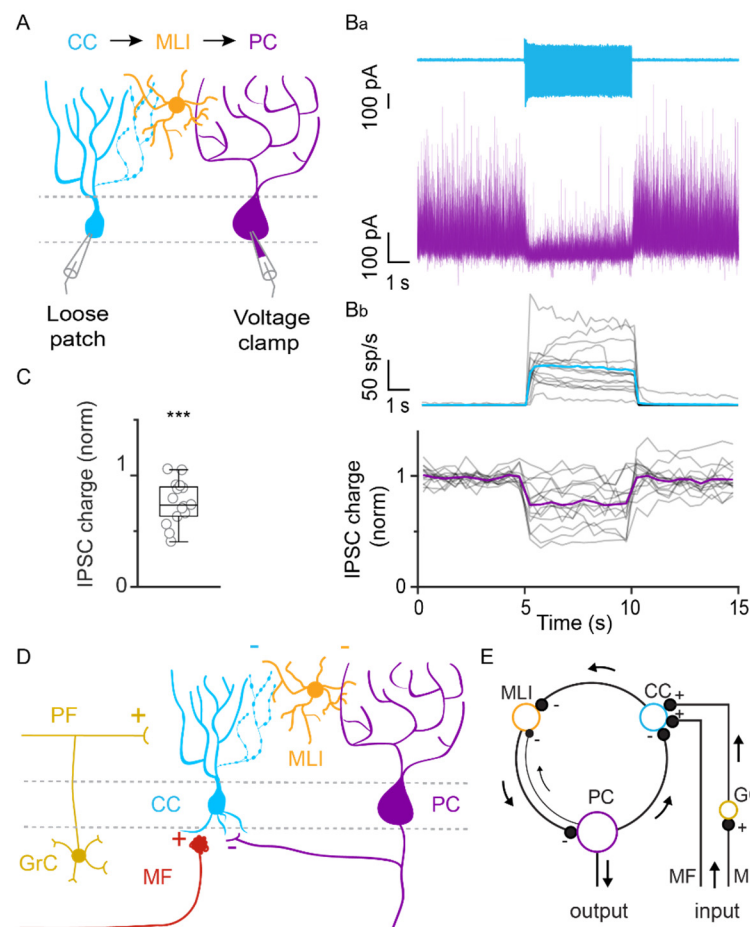 A
CC → MLI → PC
Loose
patch
Voltage
clamp
Ba
100 pA
100 pA
1 s
Bb
50 sp/s
1 s
C
***
IPSC charge (norm)
1
0
IPSC charge
(norm)
1
0
0
5
10
15
Time (s)
D
- -
PF
+
MLI
CC
PC
+
-
GrC
MF
E
MLI
-
CC
+
+
-
-
PC
-
+
MF
output
input